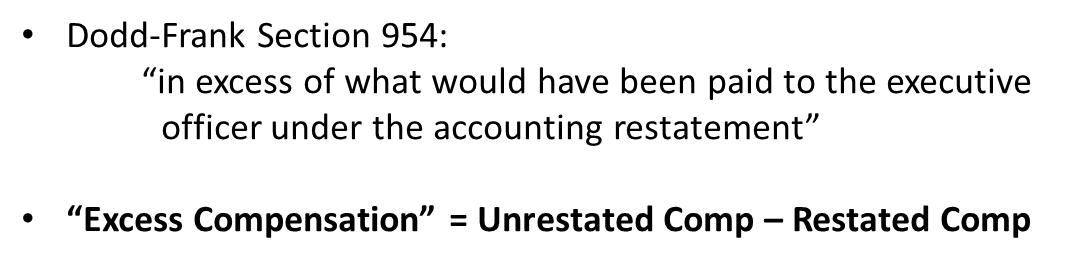 • Dodd-Frank Section 954:
“in excess of what would have been paid to the executive
officer under the accounting restatement”
• “Excess Compensation” = Unrestated Comp – Restated Comp